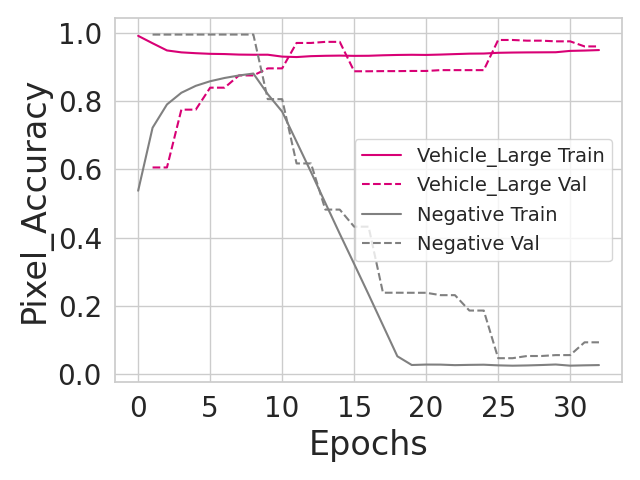 Pixel_Accuracy
1.0
0.8
0.6
0.4
0.2
0.0
Vehicle_Large Train
Vehicle_Large Val
Negative Train
Negative Val
0 5 10 15 20 25 30
Epochs